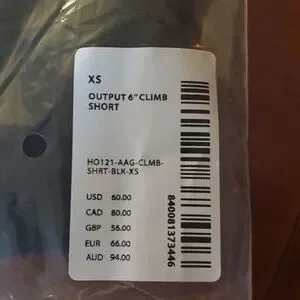 XS
OUTPUT 6" CLIMB
SHORT
HO121-AAG-CLMB-
SHRT-BLK-XS
USD 60.00
CAD 80.00
GBP 56.00
EUR 66.00
AUD 94.00
840081373446